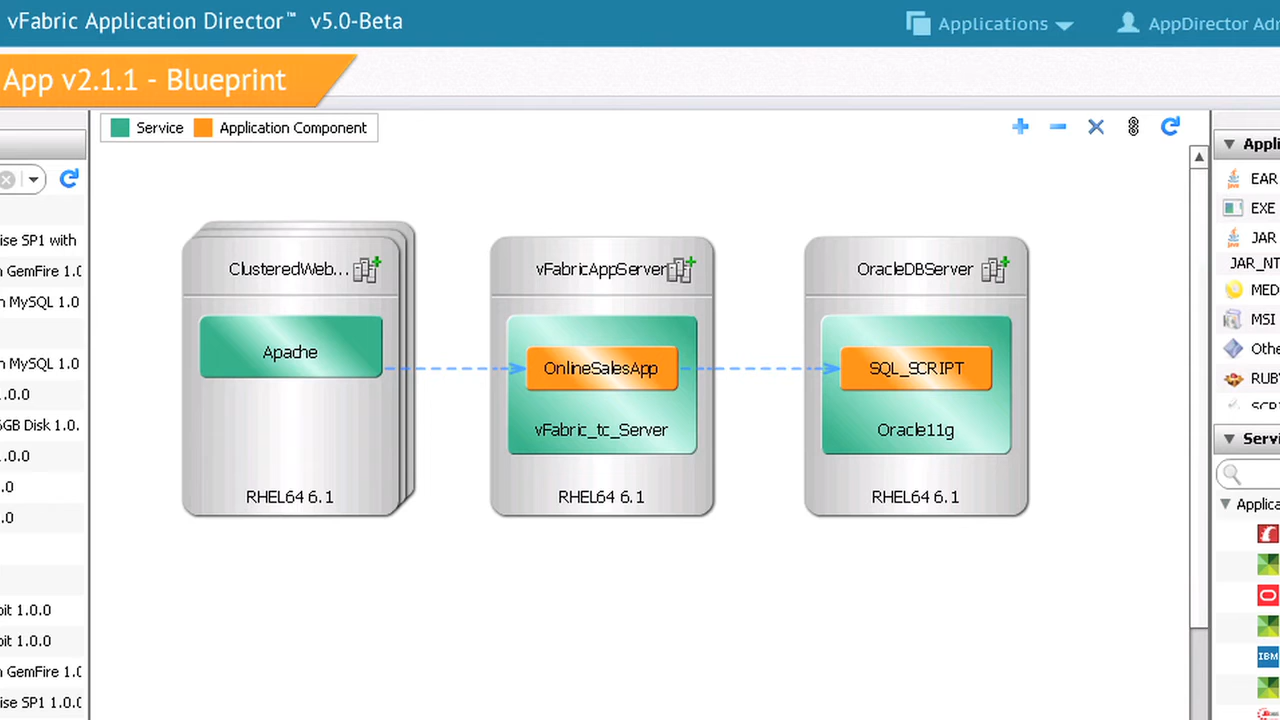 vFabric Application Director™ v5.0-Beta
Applications
AppDirector Adr
App v2.1.1 - Blueprint
Service
Application Component
ise SP1 with
n GemFire 1.0
n MySQL 1.0
n MySQL 1.0
.0.0
6GB Disk 1.0.
.0.0
.0
.0
bit 1.0.0
bit 1.0.0
n GemFire 1.0
ise SP1 1.0.0
ClusteredWeb...
Apache
RHEL64 6.1
vFabricAppServer
OnlineSalesApp
vFabric_tc_Server
RHEL64 6.1
OracleDBServer
SQL_SCRIPT
Oracle11g
RHEL64 6.1
Appli
EAR
EXE
JAR
JAR_NT
MED
MSI
Othe
RUBY
Servi
Applica
IBM